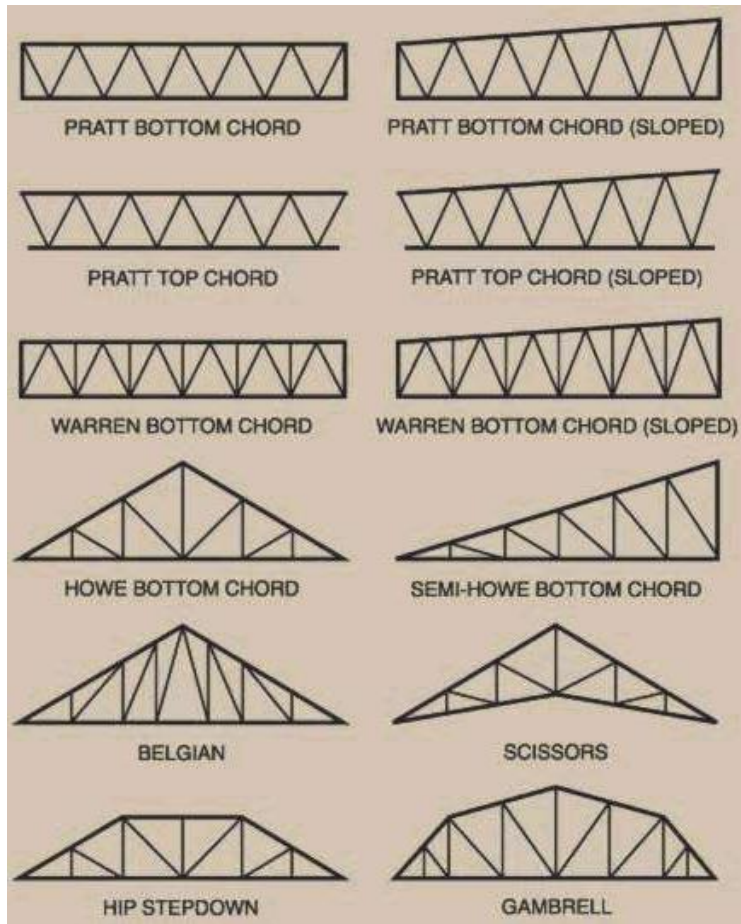 PRATT BOTTOM CHORD
PRATT BOTTOM CHORD (SLOPED)
PRATT TOP CHORD
PRATT TOP CHORD (SLOPED)
WARREN BOTTOM CHORD
WARREN BOTTOM CHORD (SLOPED)
HOWE BOTTOM CHORD
SEMI-HOWE BOTTOM CHORD
BELGIAN
SCISSORS
HIP STEPDOWN
GAMBRELL